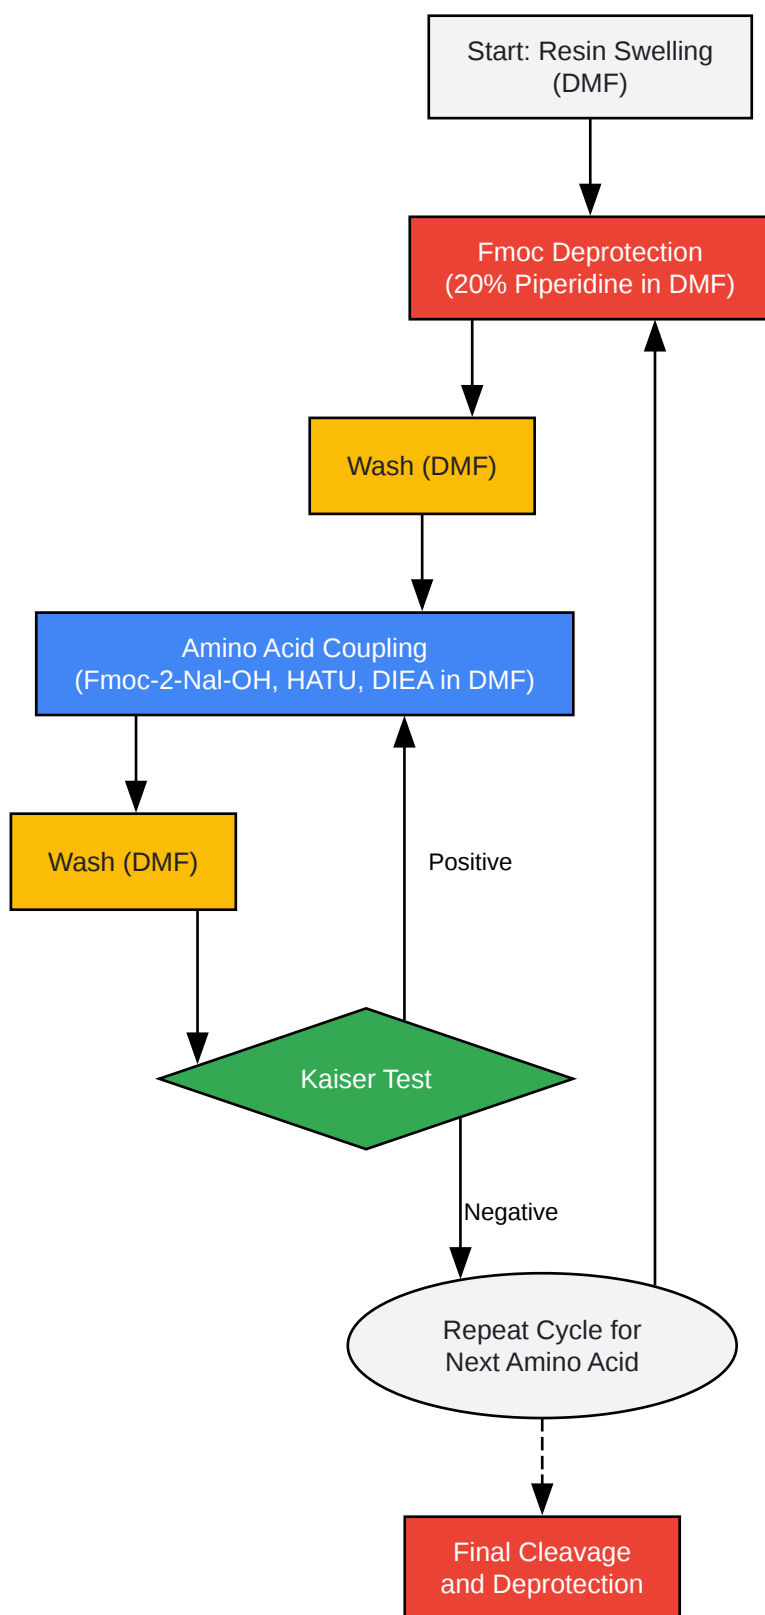 Start: Resin Swelling
(DMF)
Fmoc Deprotection
(20% Piperidine in DMF)
Wash (DMF)
Amino Acid Coupling
(Fmoc-2-Nal-OH, HATU, DIEA in DMF)
Wash (DMF)
Positive
Kaiser Test
Negative
Repeat Cycle for
Next Amino Acid
Final Cleavage
and Deprotection